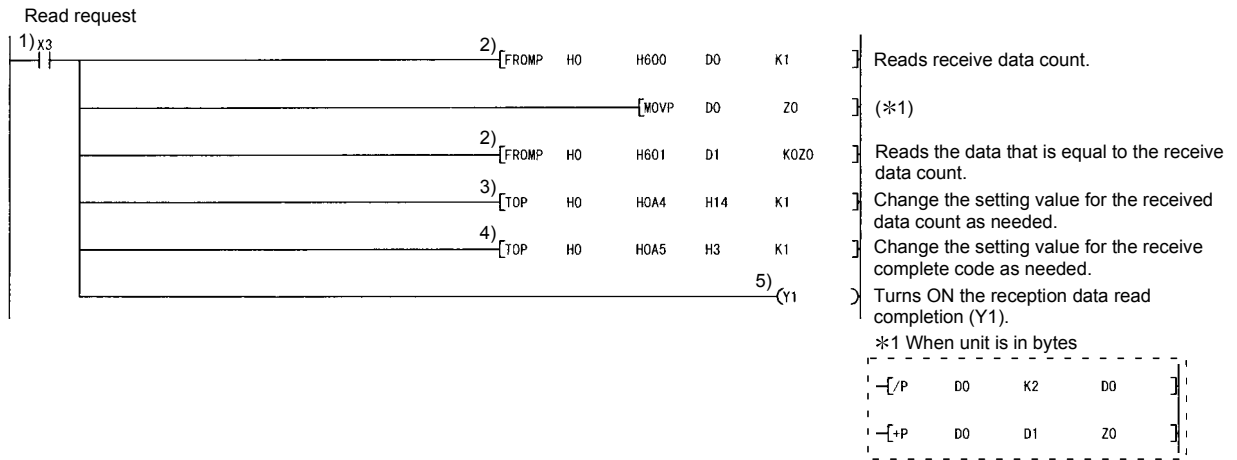 Read request
1) X3
2) [FROMP H0 H600 D0 K1 ] Reads receive data count.
[MOVP D0 Z0 ] (*1)
2) [FROMP H0 H601 D1 K0Z0 ] Reads the data that is equal to the receive
data count.
3) [TOP H0 H0A4 H14 K1 ] Change the setting value for the received
data count as needed.
4) [TOP H0 H0A5 H3 K1 ] Change the setting value for the receive
complete code as needed.
5) (Y1 ) Turns ON the reception data read
completion (Y1).
*1 When unit is in bytes
[/P D0 K2 D0 ]
[+P D0 D1 Z0 ]